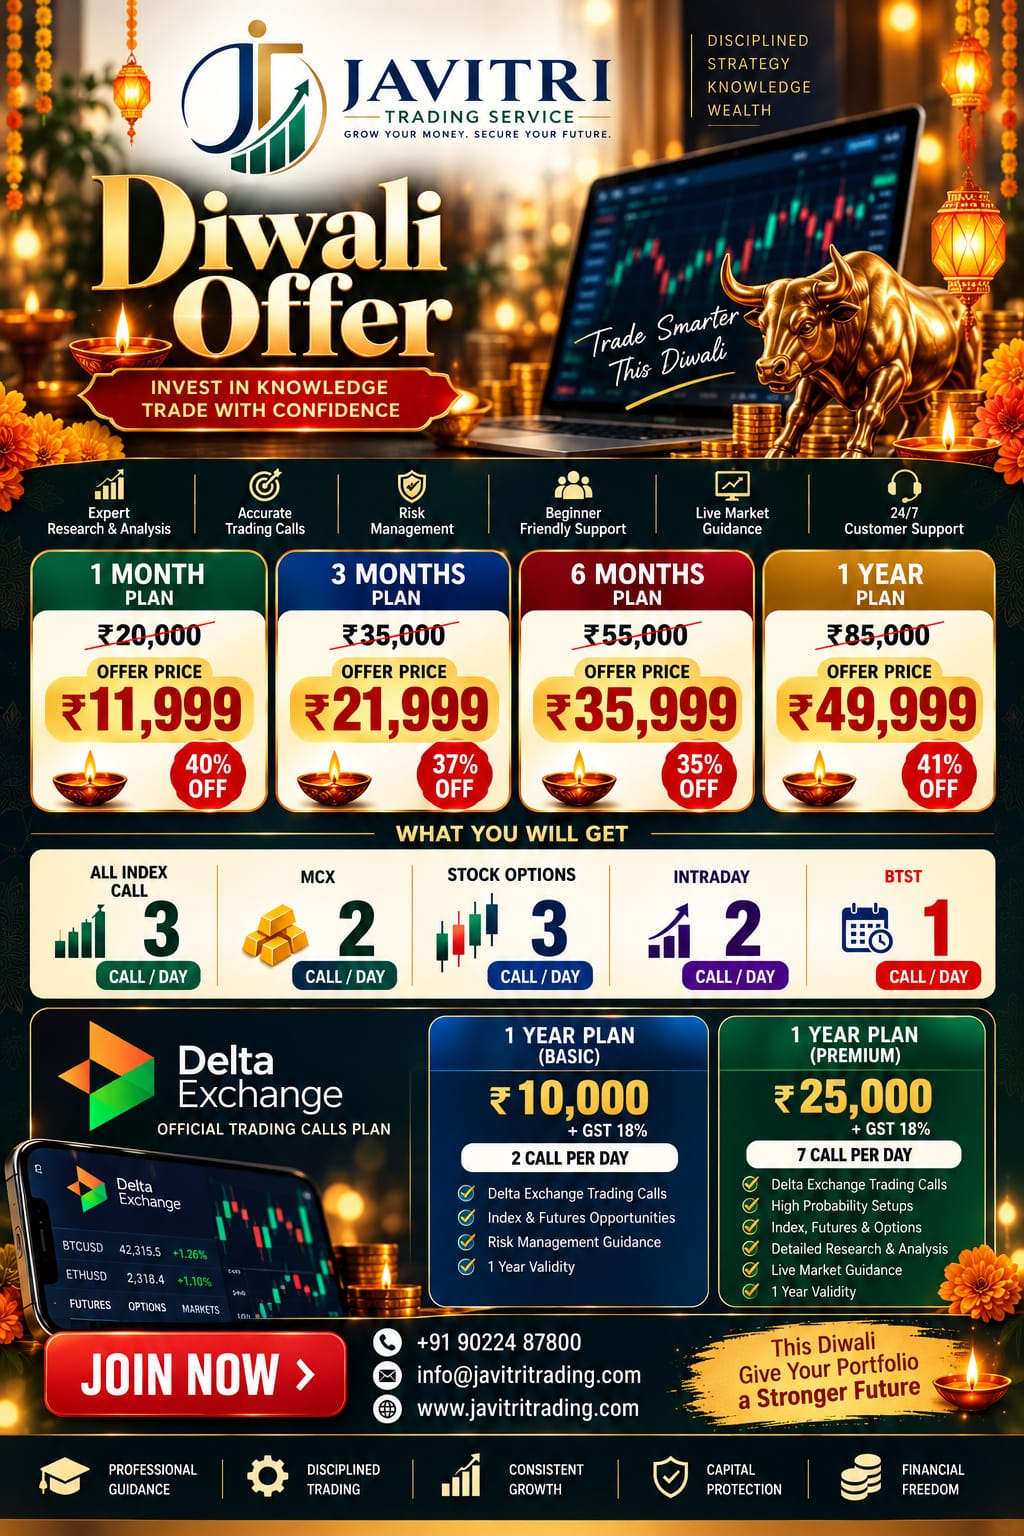 JAVITRI
TRADING SERVICE
GROW YOUR MONEY. SECURE YOUR FUTURE.
DISCIPLINED
STRATEGY
KNOWLEDGE
WEALTH
Diwali
Offer
INVEST IN KNOWLEDGE
TRADE WITH CONFIDENCE
Trade Smarter
This Diwali
Expert
Research & Analysis
Accurate
Trading Calls
Risk
Management
Beginner
Friendly Support
Live Market
Guidance
24/7
Customer Support
1 MONTH
PLAN
₹20,000
OFFER PRICE
₹11,999
40%
OFF
3 MONTHS
PLAN
₹35,000
OFFER PRICE
₹21,999
37%
OFF
6 MONTHS
PLAN
₹55,000
OFFER PRICE
₹35,999
35%
OFF
1 YEAR
PLAN
₹85,000
OFFER PRICE
₹49,999
41%
OFF
WHAT YOU WILL GET
ALL INDEX
CALL
3
CALL / DAY
MCX
2
CALL / DAY
STOCK OPTIONS
3
CALL / DAY
INTRADAY
2
CALL / DAY
BTST
1
CALL / DAY
Delta
Exchange
OFFICIAL TRADING CALLS PLAN
Delta
Exchange
BTCUSD 42,315.5 +1.26%
ETHUSD 2,318.4 +1.10%
FUTURES OPTIONS MARKETS
1 YEAR PLAN
(BASIC)
₹10,000
+ GST 18%
2 CALL PER DAY
Delta Exchange Trading Calls
Index & Futures Opportunities
Risk Management Guidance
1 Year Validity
1 YEAR PLAN
(PREMIUM)
₹25,000
+ GST 18%
7 CALL PER DAY
Delta Exchange Trading Calls
High Probability Setups
Index, Futures & Options
Detailed Research & Analysis
Live Market Guidance
1 Year Validity
JOIN NOW >
+91 90224 87800
info@javitritrading.com
www.javitritrading.com
This Diwali
Give Your Portfolio
a Stronger Future
PROFESSIONAL
GUIDANCE
DISCIPLINED
TRADING
CONSISTENT
GROWTH
CAPITAL
PROTECTION
FINANCIAL
FREEDOM